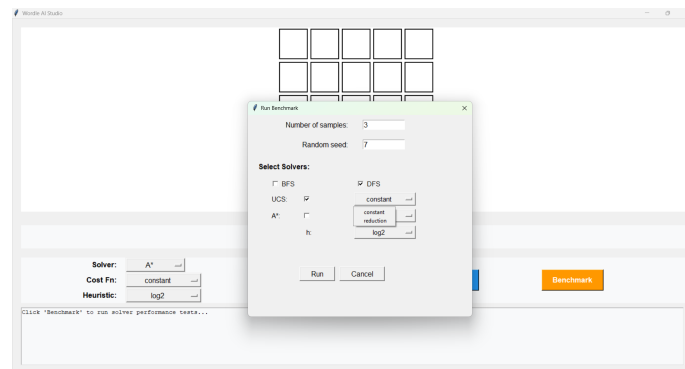 Wordle AI Studio
Run Benchmark
Number of samples: 3
Random seed: 7
Select Solvers:
BFS DFS
UCS: constant
A*: constant
reduction
h: log2
Run Cancel
Solver: A*
Cost Fn: constant
Heuristic: log2
Benchmark
Click 'Benchmark' to run solver performance tests...